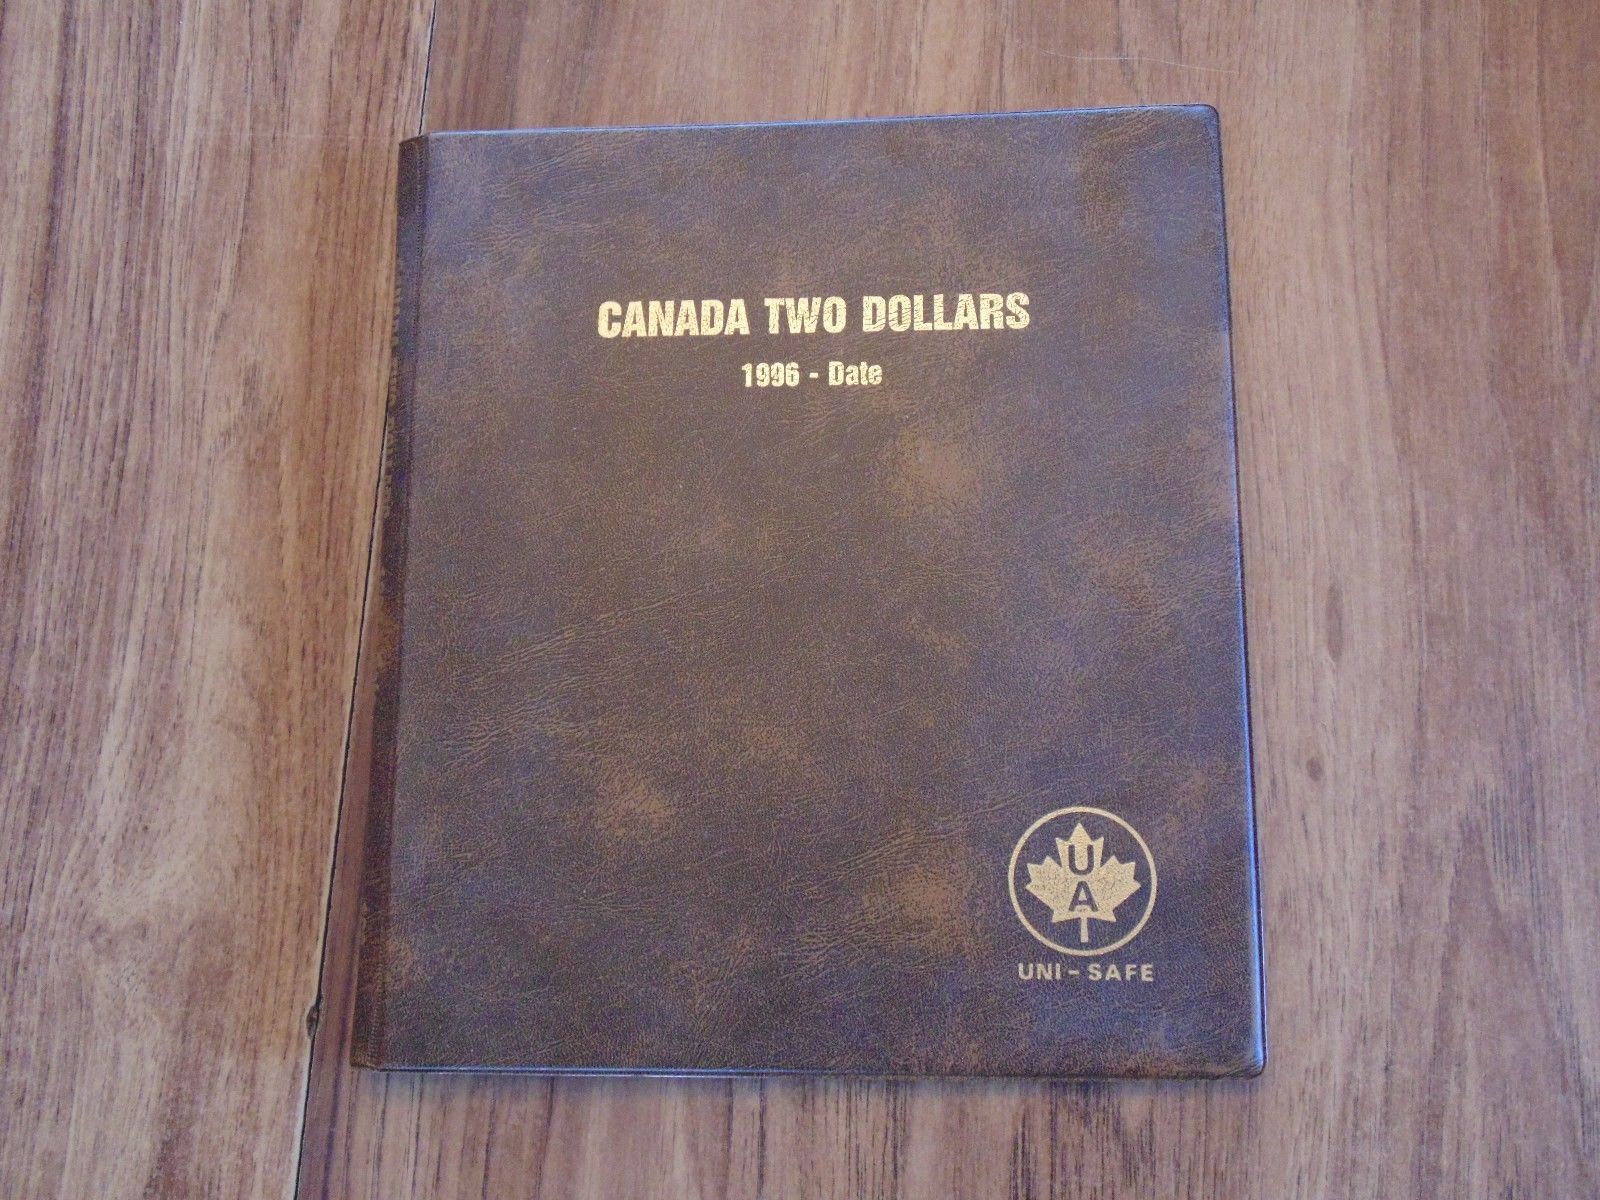 CANADA TWO DOLLARS
1996 - Date
U
A
UNI-SAFE